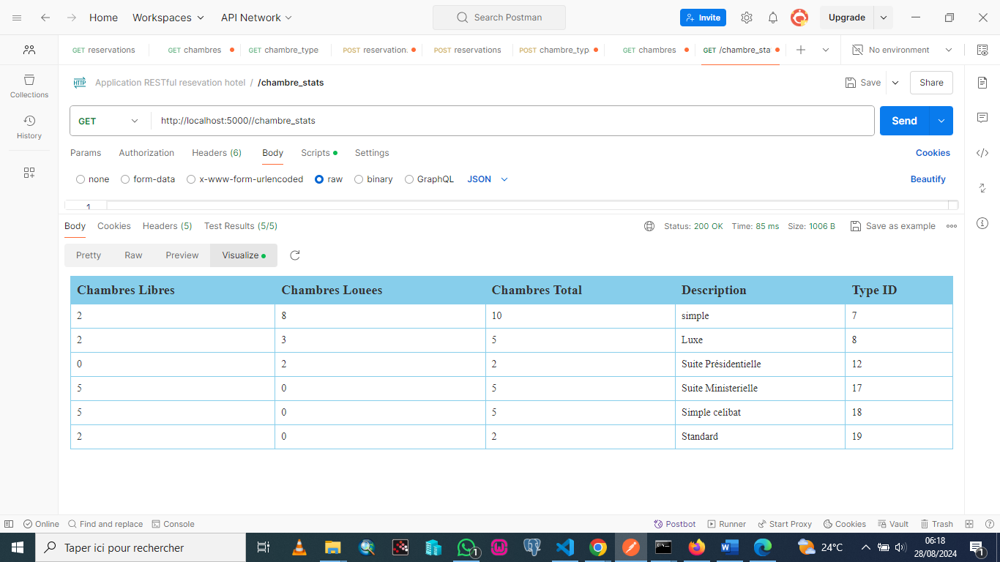 Home Workspaces API Network Search Postman Invite Upgrade
GET reservations GET chambres GET chambre_type POST reservation. POST reservations POST chambre_typ. GET chambres GET /chambre_sta No environment
Application RESTful resevation hotel / /chambre_stats Save Share
Collections
GET http://localhost:5000//chambre_stats Send
History
Params Authorization Headers (6) Body Scripts Settings Cookies
none form-data x-www-form-urlencoded raw binary GraphQL JSON Beautify
1
Body Cookies Headers (5) Test Results (5/5) Status: 200 OK Time: 85 ms Size: 1006 B Save as example
Pretty Raw Preview Visualize
Chambres Libres Chambres Louees Chambres Total Description Type ID
2 8 10 simple 7
2 3 5 Luxe 8
0 2 2 Suite Présidentielle 12
5 0 5 Suite Ministerielle 17
5 0 5 Simple celibat 18
2 0 2 Standard 19
Online Find and replace Console Postbot Runner Start Proxy Cookies Vault Trash
Taper ici pour rechercher 1 24°C 06:18 1
28/08/2024